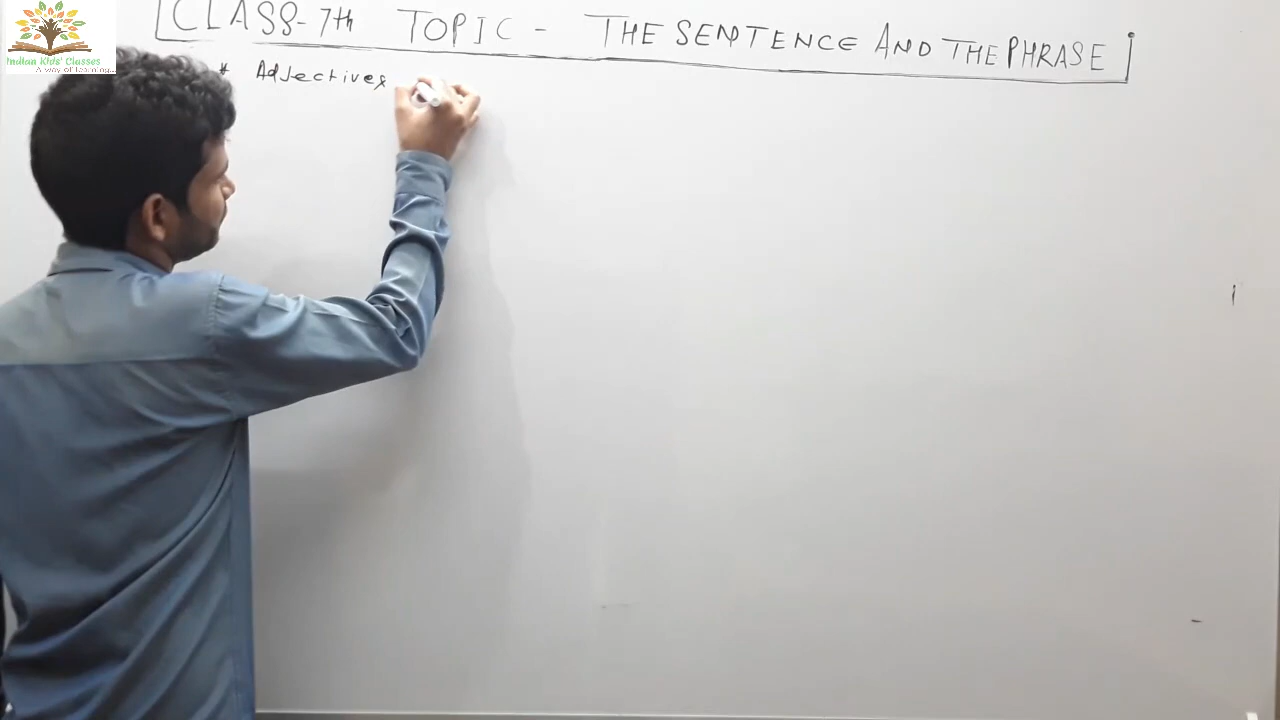 CLASS-7th TOPIC - THE SENTENCE AND THE PHRASE
Indian Kids' Classes
A way of Learning...
* Adjectives